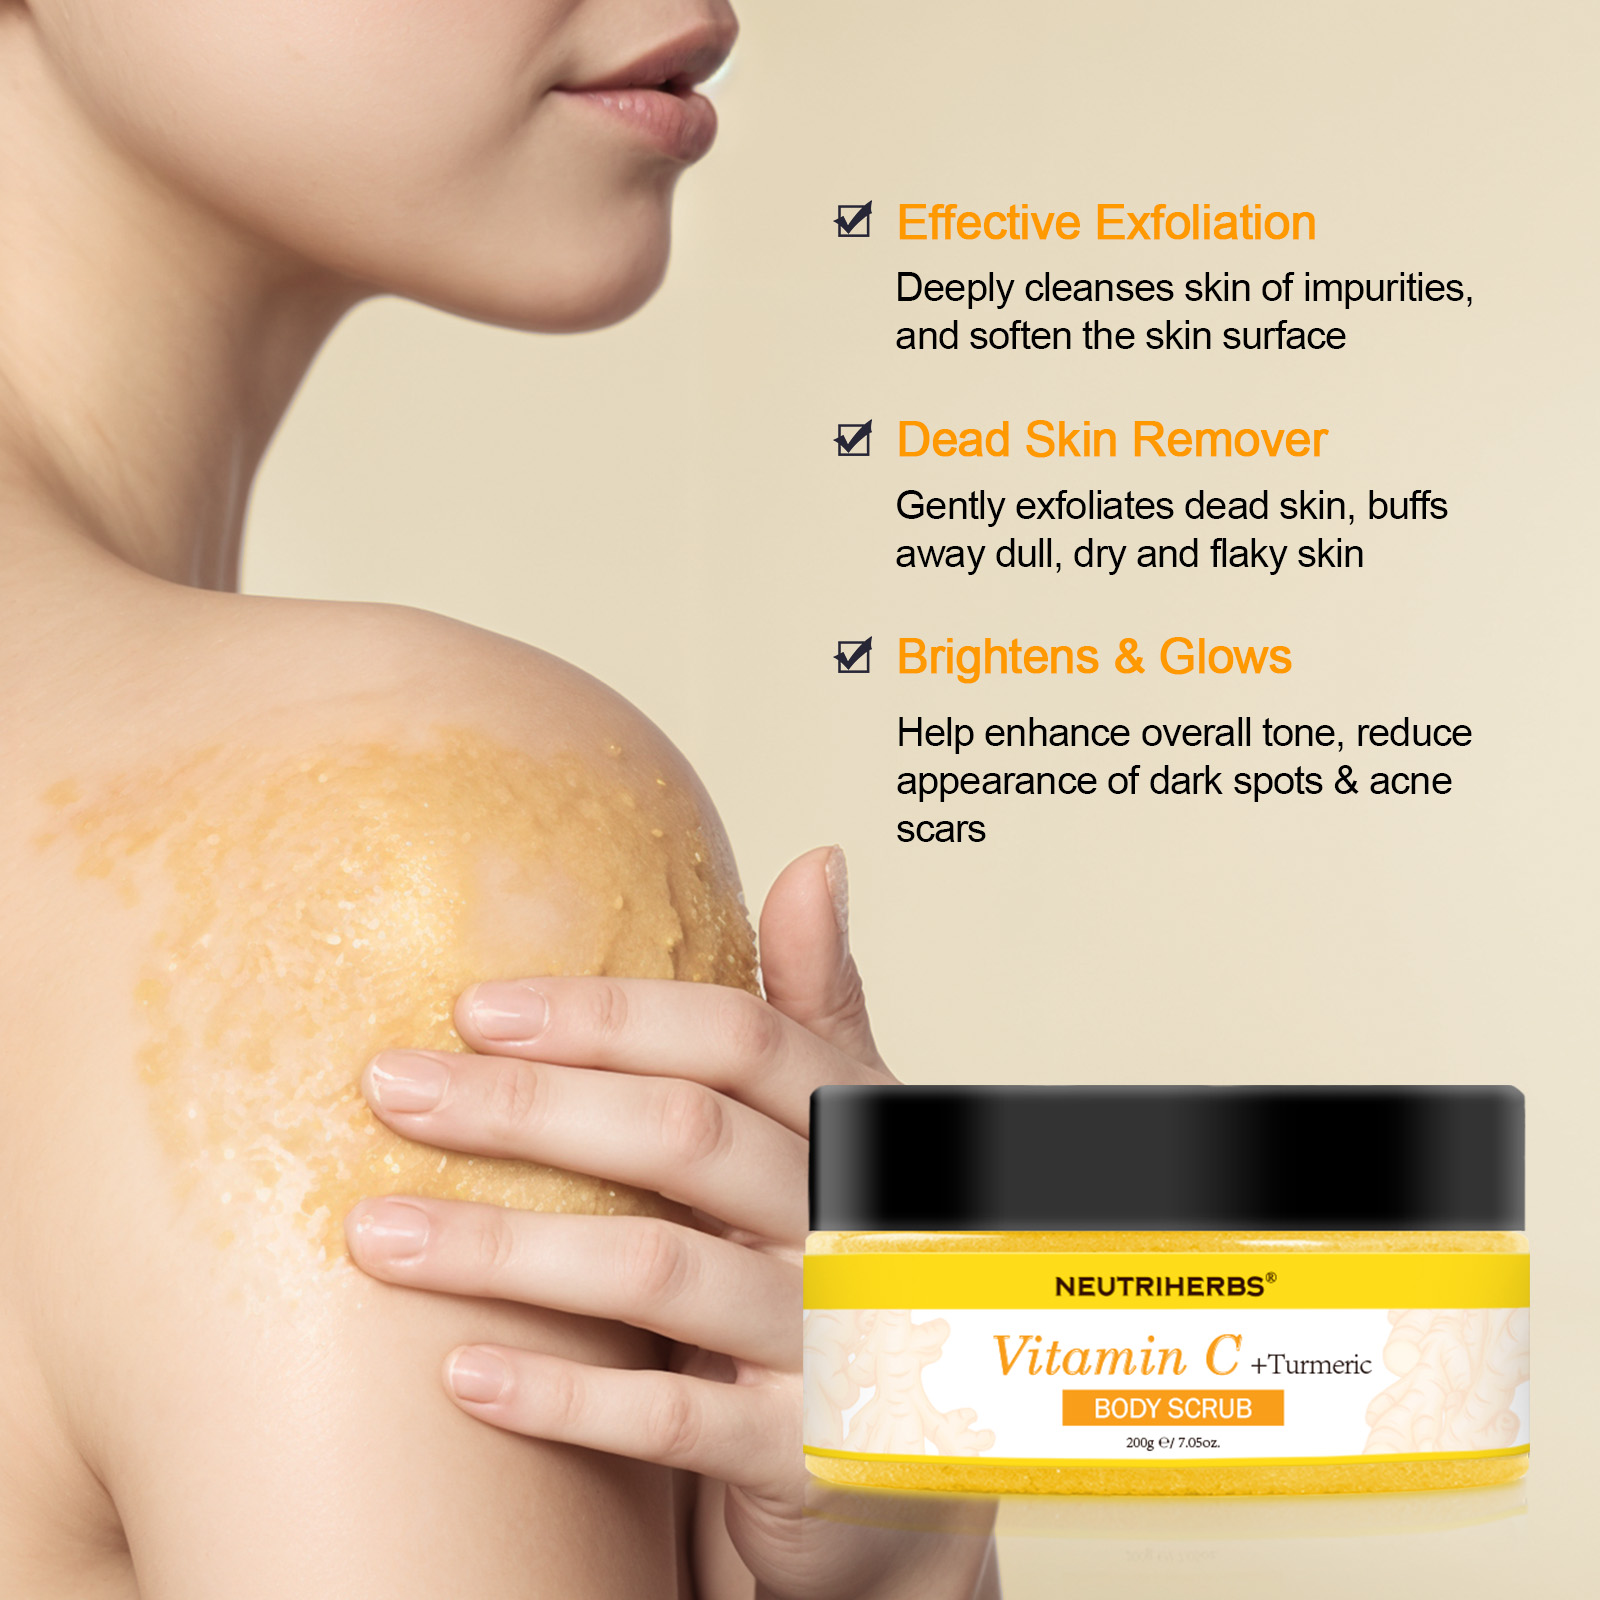 Effective Exfoliation
Deeply cleanses skin of impurities,
and soften the skin surface
Dead Skin Remover
Gently exfoliates dead skin, buffs
away dull, dry and flaky skin
Brightens & Glows
Help enhance overall tone, reduce
appearance of dark spots & acne
scars
NEUTRIHERBS®
Vitamin C +Turmeric
BODY SCRUB
200g ℮/ 7.05oz.